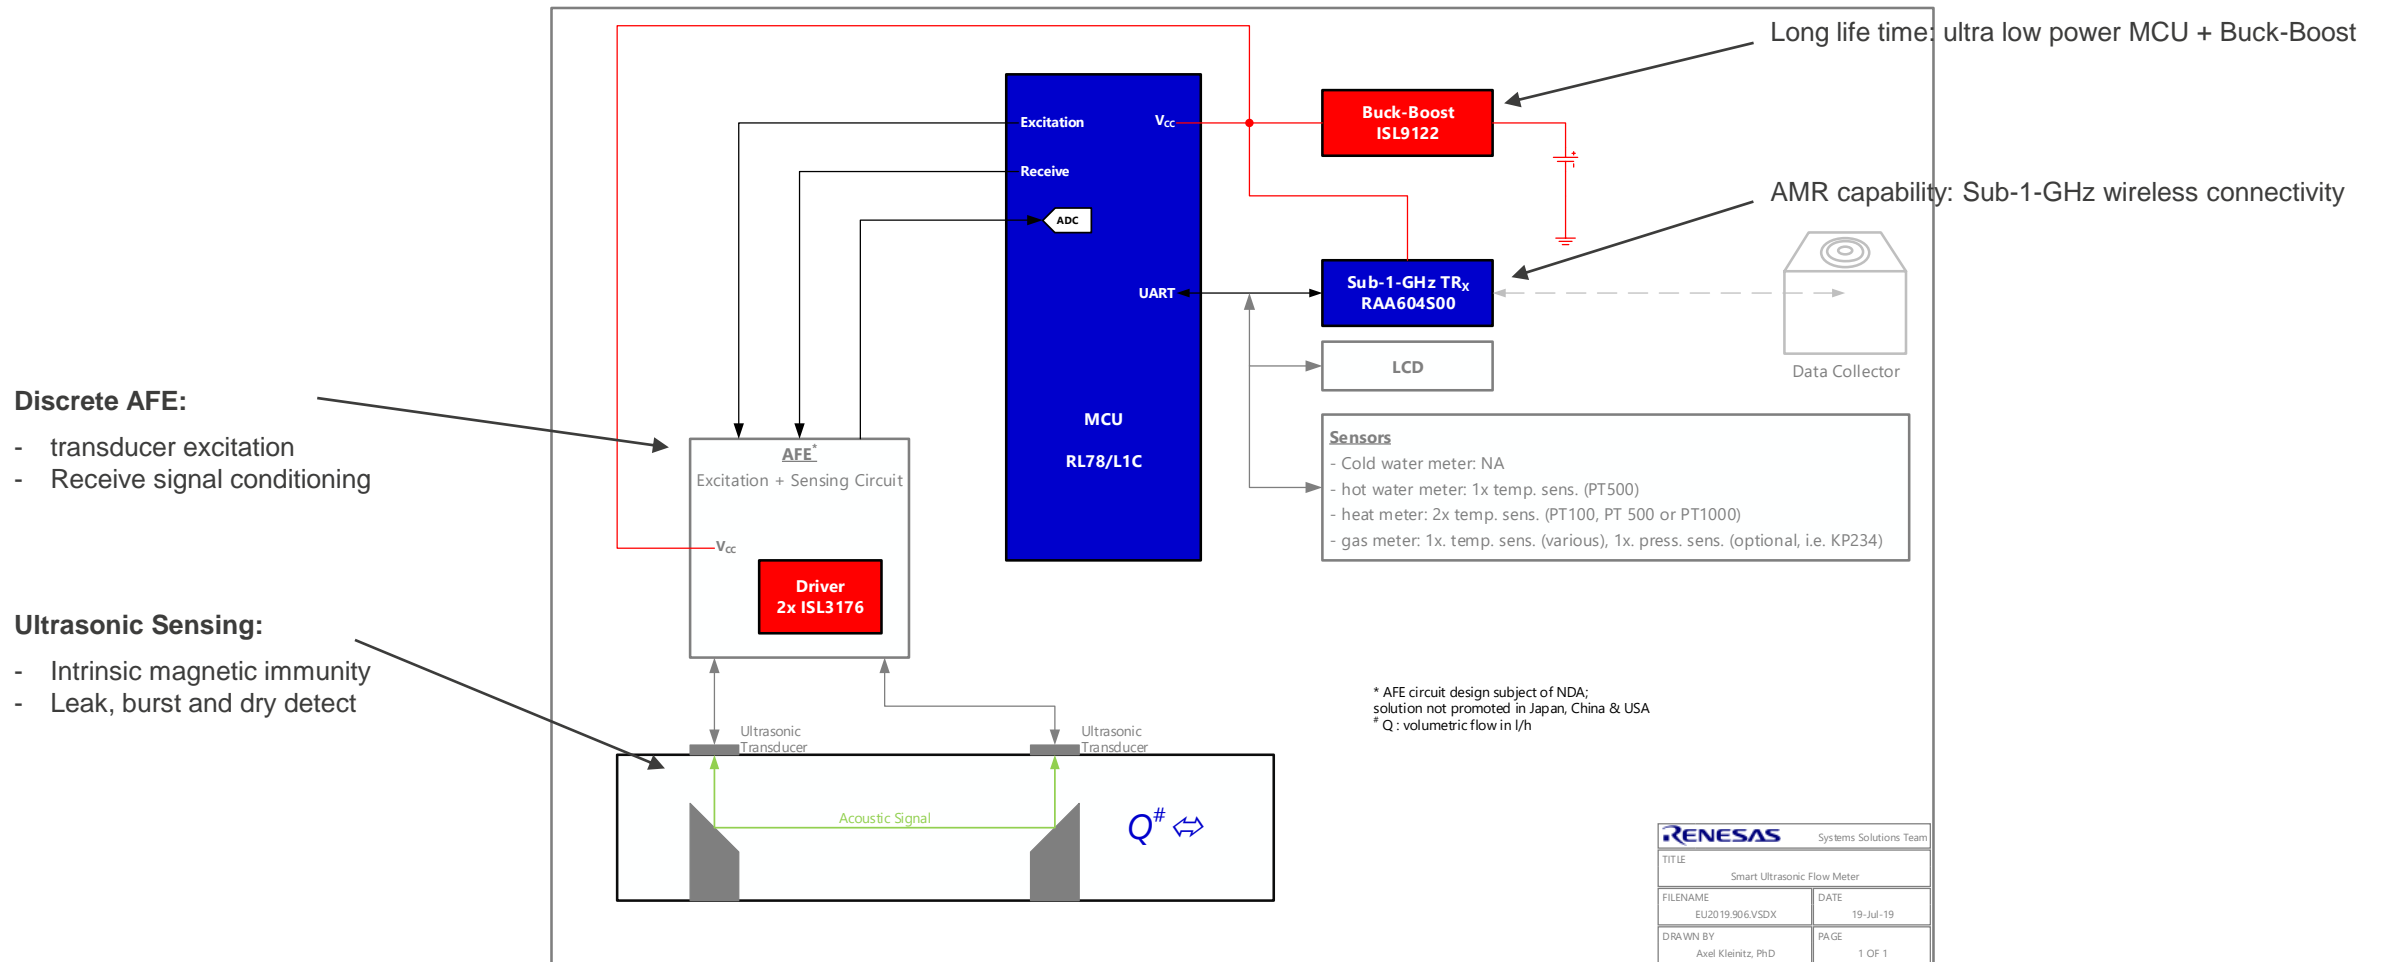 Long life time: ultra low power MCU + Buck-Boost
Excitation
VCC
Buck-Boost
ISL9122
Receive
ADC
AMR capability: Sub-1-GHz wireless connectivity
UART
Sub-1-GHz TRX
RAA604S00
LCD
Data Collector
MCU
RL78/L1C
Discrete AFE:
- transducer excitation
- Receive signal conditioning
AFE*
Excitation + Sensing Circuit
VCC
Driver
2x ISL3176
Sensors
- Cold water meter: NA
- hot water meter: 1x temp. sens. (PT500)
- heat meter: 2x temp. sens. (PT100, PT 500 or PT1000)
- gas meter: 1x. temp. sens. (various), 1x. press. sens. (optional, i.e. KP234)
Ultrasonic Sensing:
- Intrinsic magnetic immunity
- Leak, burst and dry detect
* AFE circuit design subject of NDA;
solution not promoted in Japan, China & USA
# Q : volumetric flow in l/h
Ultrasonic
Transducer
Ultrasonic
Transducer
Acoustic Signal
Q#
RENESAS
Systems Solutions Team
TITLE
Smart Ultrasonic Flow Meter
FILENAME
EU2019.906.VSDX
DATE
19-Jul-19
DRAWN BY
Axel Kleinitz, PhD
PAGE
1 OF 1